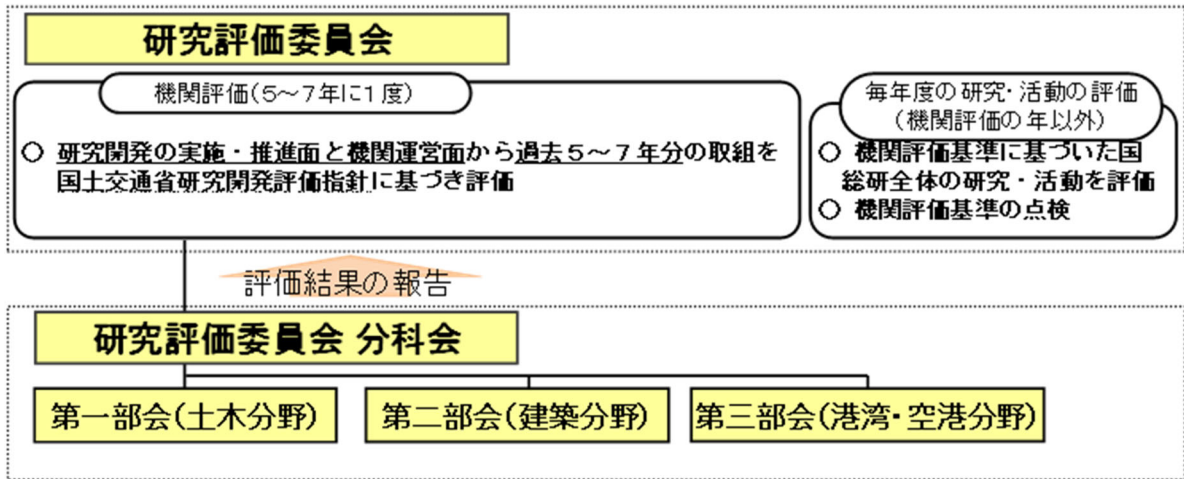 研究評価委員会
機関評価(5～7年に1度)
○ 研究開発の実施・推進面と機関運営面から過去5～7年分の取組を
国土交通省研究開発評価指針に基づき評価
毎年度の研究・活動の評価
(機関評価の年以外)
○ 機関評価基準に基づいた国
総研全体の研究・活動を評価
○ 機関評価基準の点検
評価結果の報告
研究評価委員会 分科会
第一部会(土木分野)
第二部会(建築分野)
第三部会(港湾・空港分野)